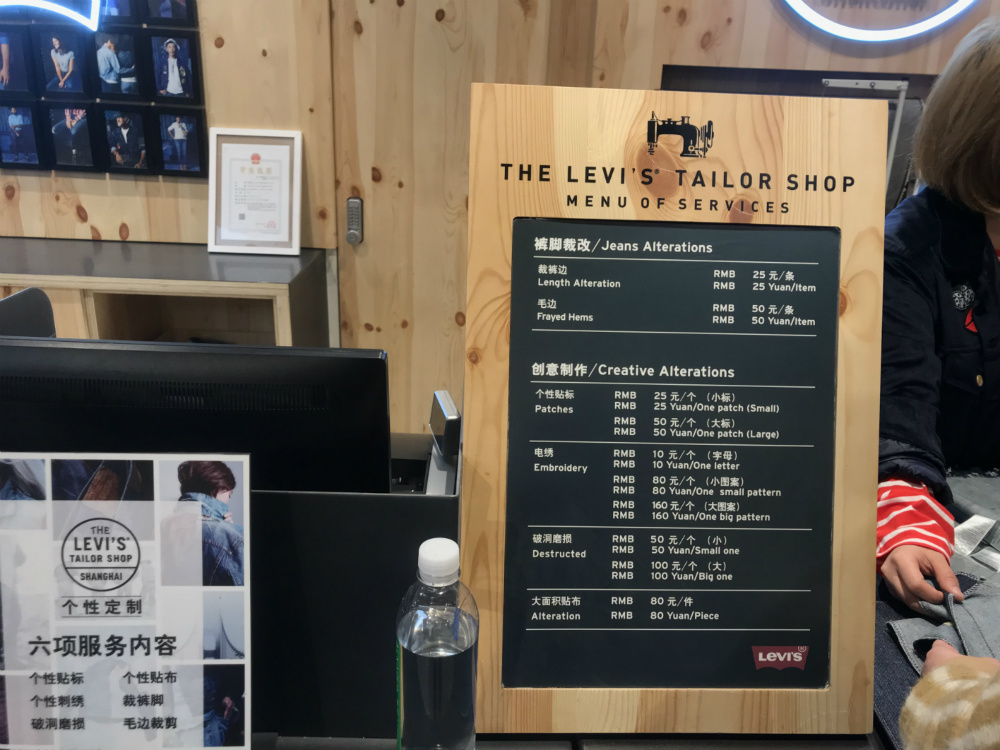 THE LEVI'S® TAILOR SHOP
MENU OF SERVICES
裤脚裁改/Jeans Alterations
裁裤边 RMB 25 元/条
Length Alteration RMB 25 Yuan/Item
毛边 RMB 50 元/条
Frayed Hems RMB 50 Yuan/Item
创意制作/Creative Alterations
个性贴标 RMB 25 元/个 （小标）
Patches RMB 25 Yuan/One patch (Small)
RMB 50 元/个 （大标）
RMB 50 Yuan/One patch (Large)
电绣 RMB 10 元/个 （字母）
Embroidery RMB 10 Yuan/One letter
RMB 80 元/个 （小图案）
RMB 80 Yuan/One small pattern
RMB 160 元/个 （大图案）
RMB 160 Yuan/One big pattern
破洞磨损 RMB 50 元/个 （小）
Destructed RMB 50 Yuan/Small one
RMB 100 元/个 （大）
RMB 100 Yuan/Big one
大面积贴布 RMB 80 元/件
Alteration RMB 80 Yuan/Piece
LEVI'S®
THE
LEVI'S®
TAILOR SHOP
SHANGHAI
个性定制
六项服务内容
个性贴标 个性贴布
个性刺绣 裁裤脚
破洞磨损 毛边裁剪